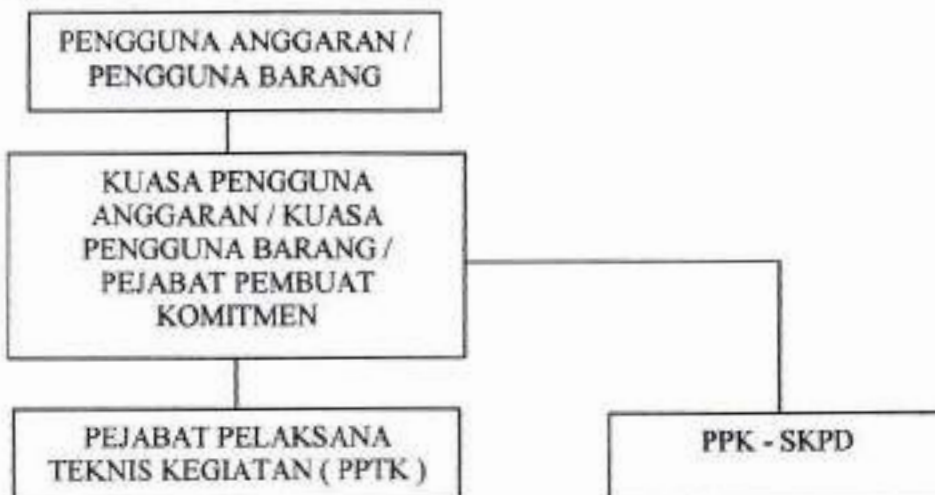 PENGGUNA ANGGARAN /
PENGGUNA BARANG
KUASA PENGGUNA
ANGGARAN / KUASA
PENGGUNA BARANG /
PEJABAT PEMBUAT
KOMITMEN
PEJABAT PELAKSANA
TEKNIS KEGIATAN ( PPTK )
PPK - SKPD